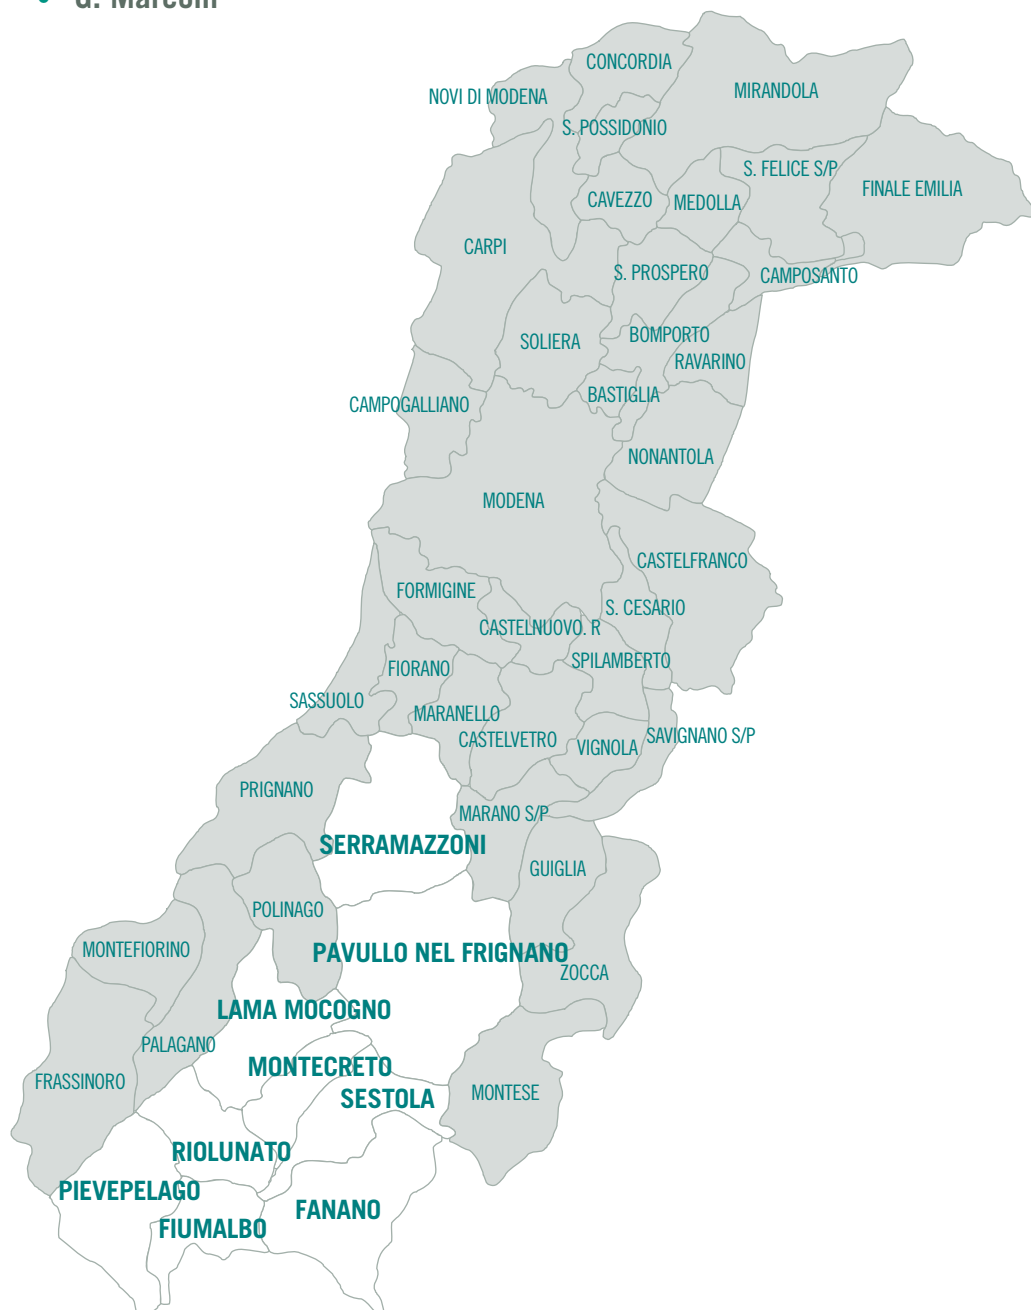 • G. Marconi
CONCORDIA
MIRANDOLA
NOVI DI MODENA
S. POSSIDONIO
S. FELICE S/P
FINALE EMILIA
CAVEZZO
MEDOLLA
CARPI
S. PROSPERO
CAMPOSANTO
SOLIERA
BOMPORTO
RAVARINO
BASTIGLIA
CAMPOGALLIANO
NONANTOLA
MODENA
CASTELFRANCO
FORMIGINE
S. CESARIO
CASTELNUOVO. R
SPILAMBERTO
FIORANO
SASSUOLO
MARANELLO
SAVIGNANO S/P
CASTELVETRO
VIGNOLA
PRIGNANO
MARANO S/P
SERRAMAZZONI
GUIGLIA
POLINAGO
MONTEFIORINO
PAVULLO NEL FRIGNANO
ZOCCA
LAMA MOCOGNO
PALAGANO
MONTECRETO
FRASSINORO
MONTESE
SESTOLA
RIOLUNATO
PIEVEPELAGO
FANANO
FIUMALBO